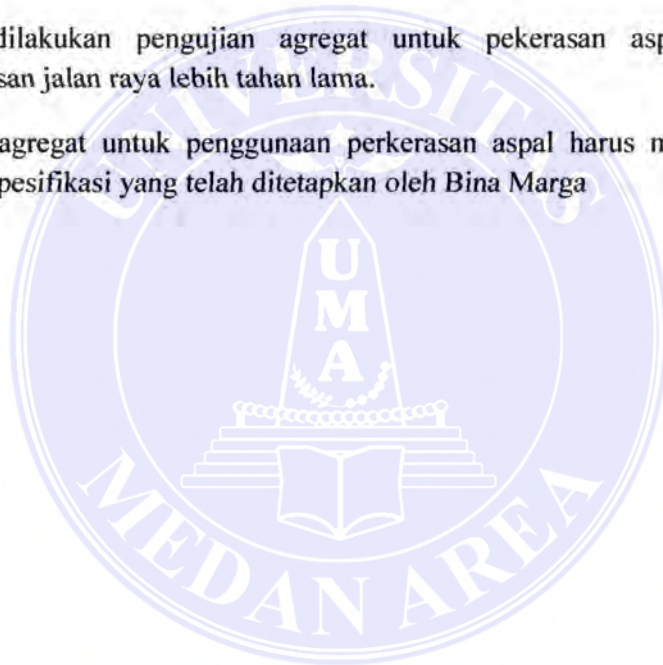 dilakukan pengujian agregat untuk pekerasan asp
san jalan raya lebih tahan lama.
agregat untuk penggunaan perkerasan aspal harus m
pesifikasi yang telah ditetapkan oleh Bina Marga
UNIVERSITAS
UMA
MEDAN AREA